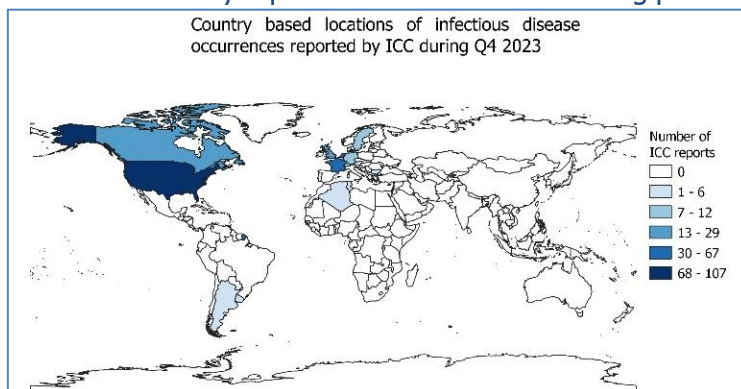 Country based locations of infectious disease
occurrences reported by ICC during Q4 2023
Number of
ICC reports
0
1 - 6
7 - 12
13 - 29
30 - 67
68 - 107